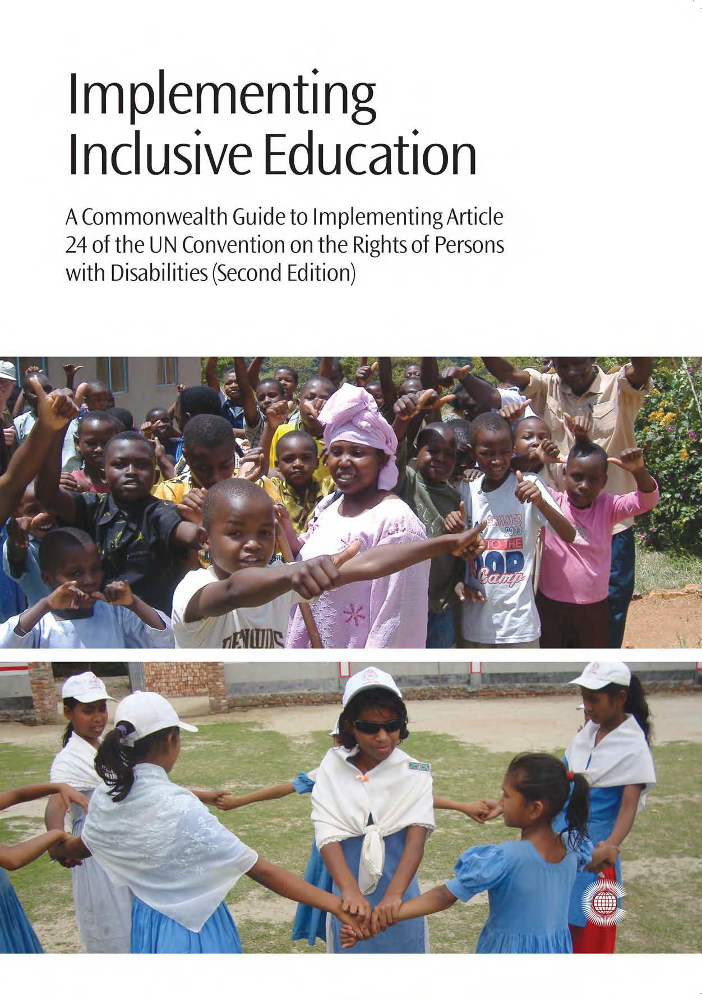 Implementing
Inclusive Education
A Commonwealth Guide to Implementing Article
24 of the UN Convention on the Rights of Persons
with Disabilities (Second Edition)
SUMMER
TO THE
Camp